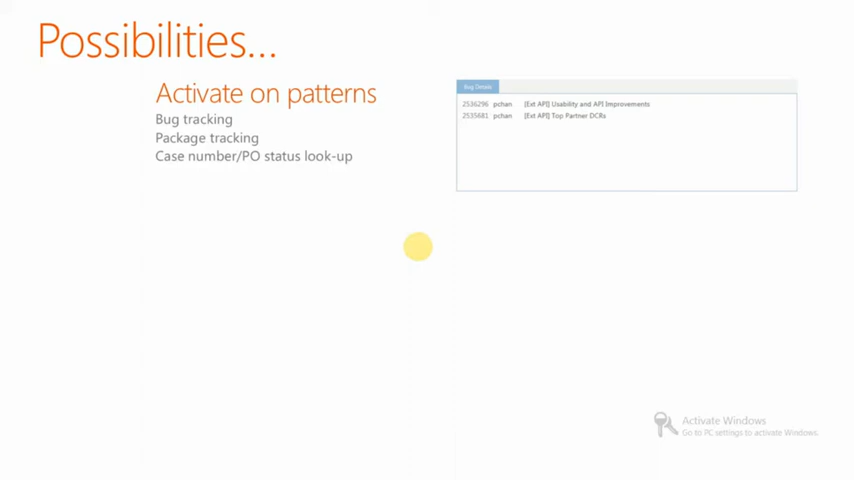 Possibilities...
Activate on patterns
Bug tracking
Package tracking
Case number/PO status look-up
Bug Details
2536296 pchan [Ext API] Usability and API Improvements
2535681 pchan [Ext API] Top Partner DCRs
Activate Windows
Go to PC settings to activate Windows.